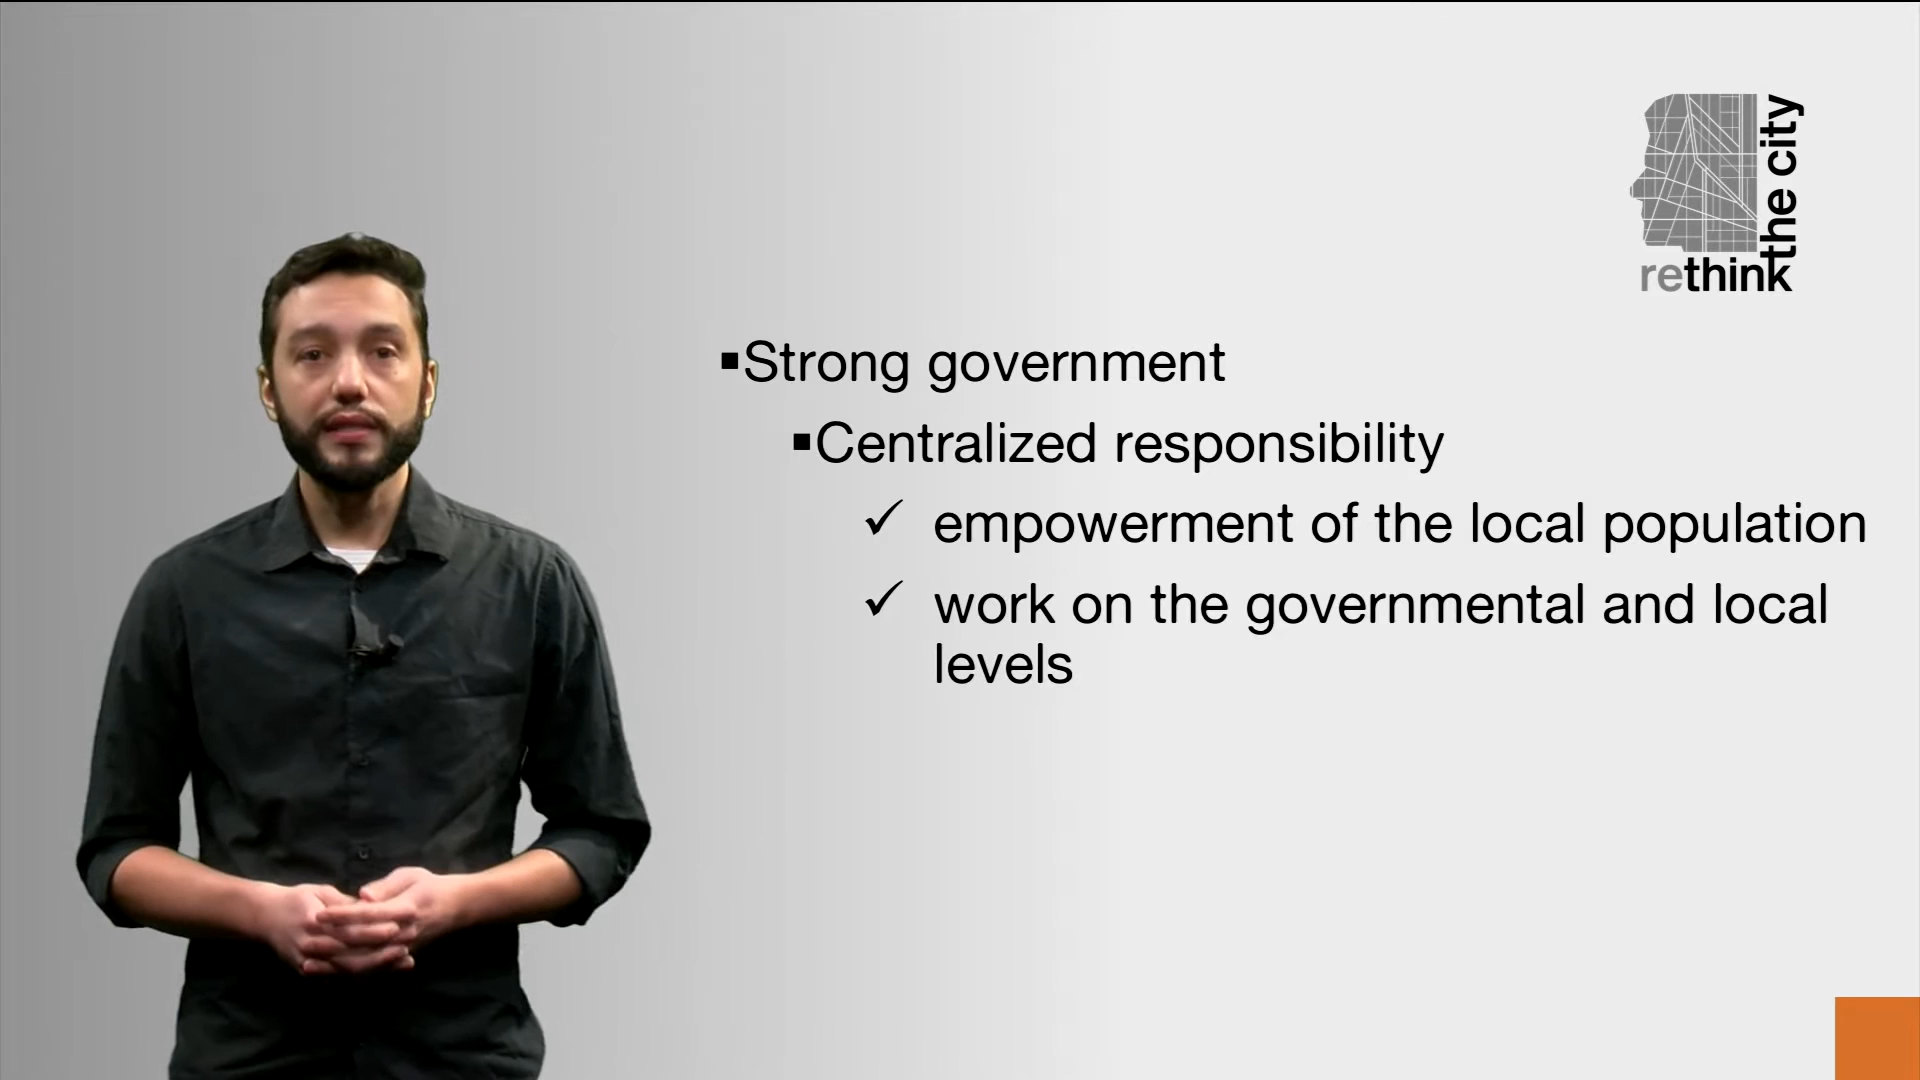 the city
rethink
▪Strong government
▪Centralized responsibility
✓ empowerment of the local population
✓ work on the governmental and local
levels